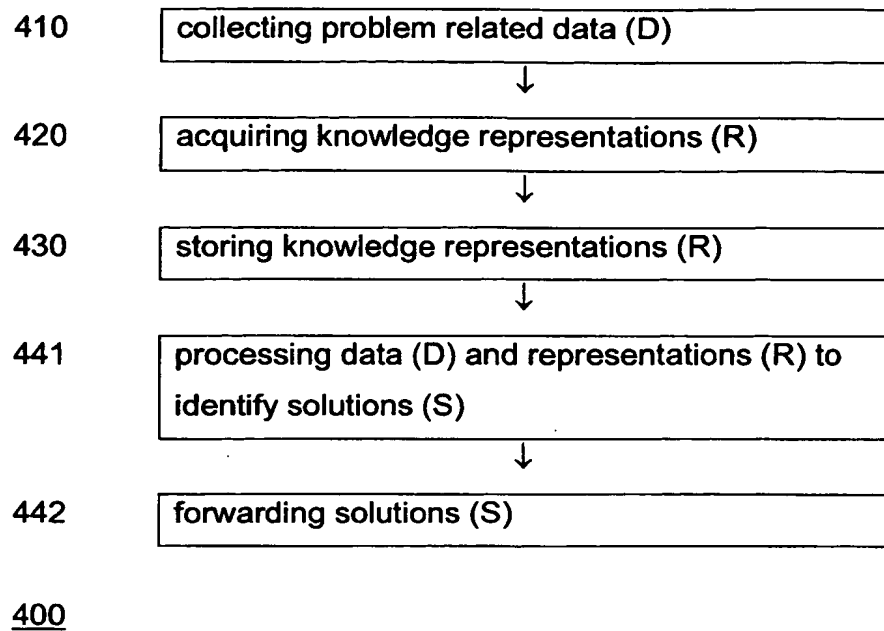 410 collecting problem related data (D)
↓
420 acquiring knowledge representations (R)
↓
430 storing knowledge representations (R)
↓
441 processing data (D) and representations (R) to
identify solutions (S)
↓
442 forwarding solutions (S)
400